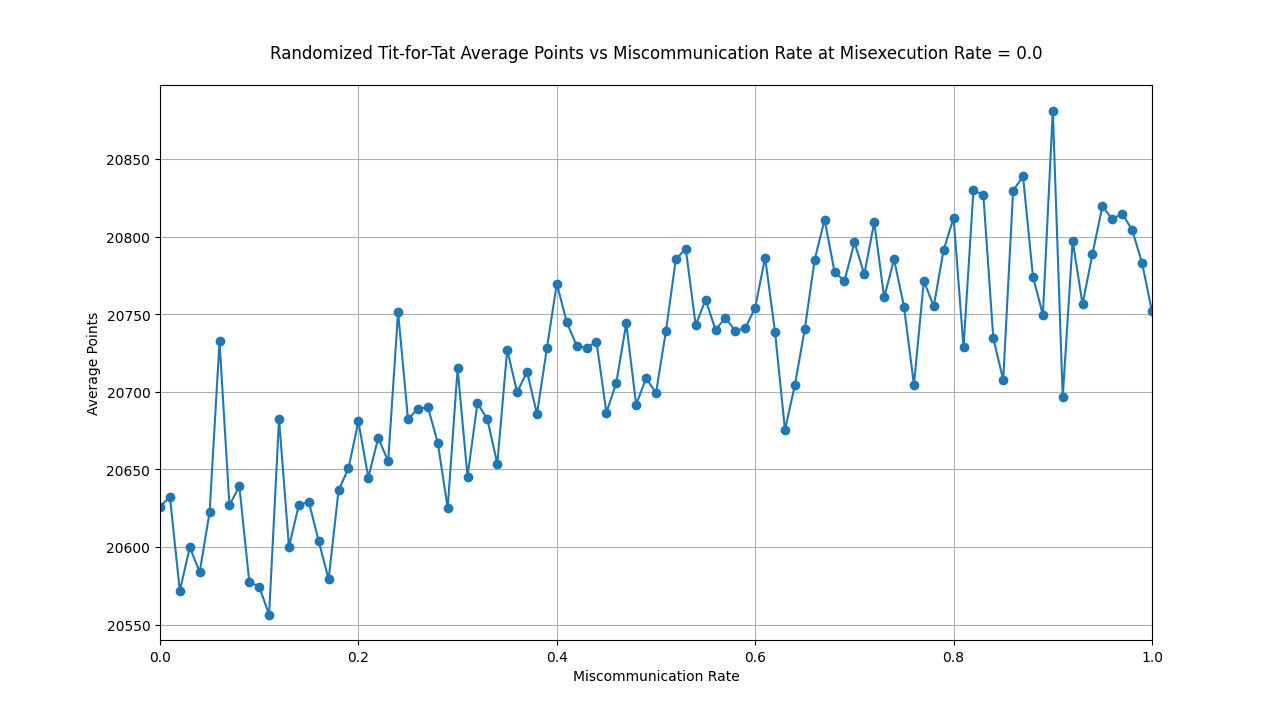 Randomized Tit-for-Tat Average Points vs Miscommunication Rate at Misexecution Rate = 0.0
20850
20800
20750
20700
20650
20600
20550
Average Points
0.0 0.2 0.4 0.6 0.8 1.0
Miscommunication Rate